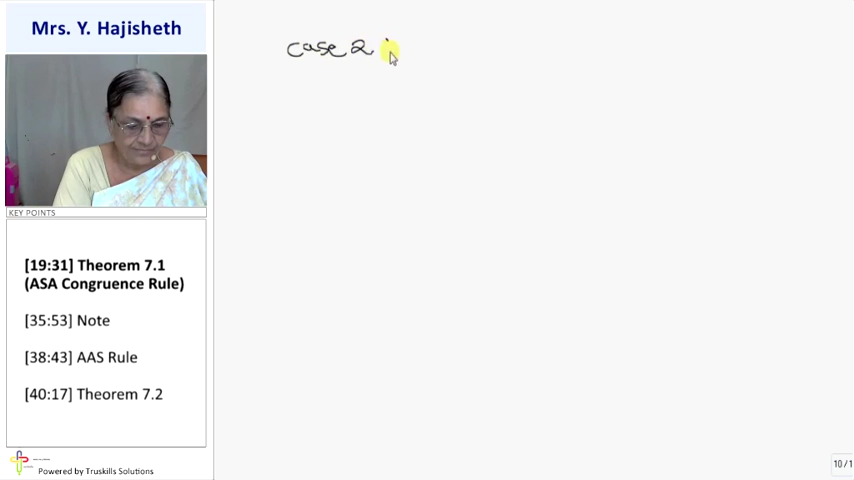 Mrs. Y. Hajisheth
case 2 :
KEY POINTS
[19:31] Theorem 7.1
(ASA Congruence Rule)
[35:53] Note
[38:43] AAS Rule
[40:17] Theorem 7.2
Powered by Truskills Solutions
10/1